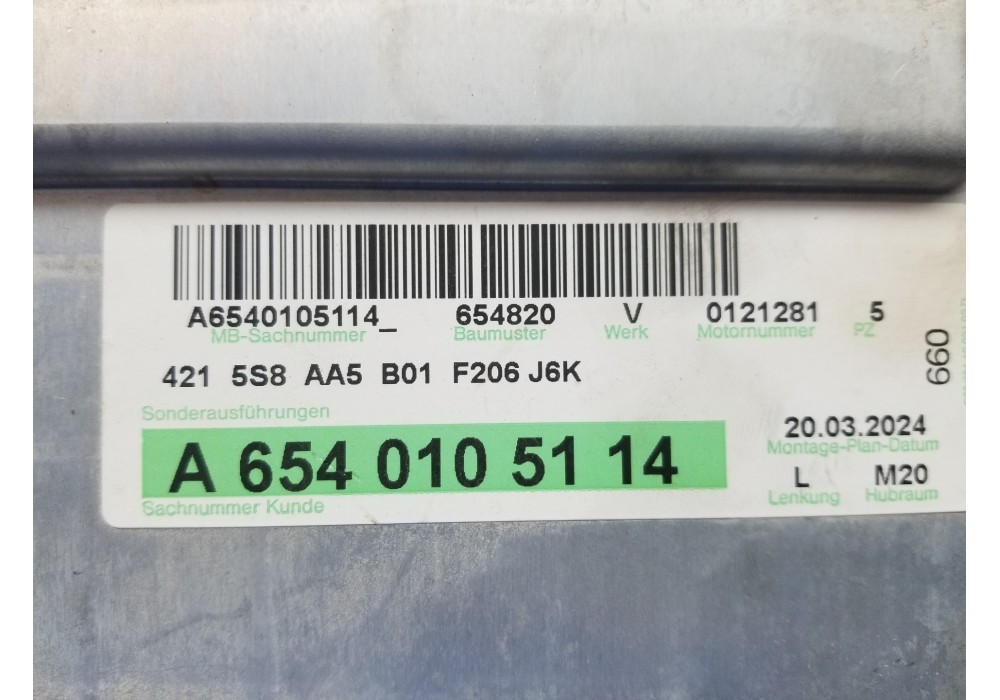 A6540105114_ 654820 V 0121281 5
MB-Sachnummer Baumuster Werk Motornummer PZ
421 5S8 AA5 B01 F206 J6K
660
Sonderausführungen
A 654 010 51 14
Sachnummer Kunde
20.03.2024
Montage-Plan-Datum
L M20
Lenkung Hubraum